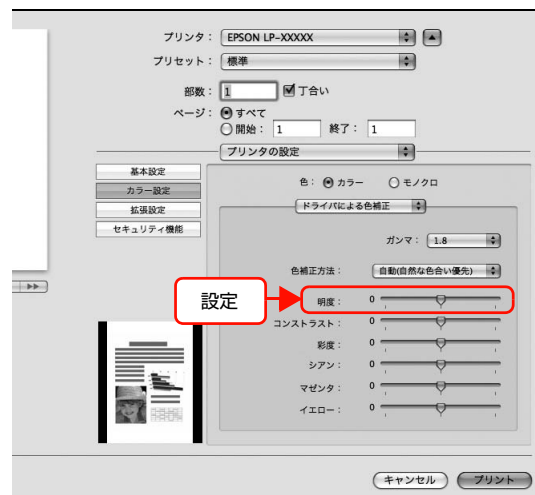 プリンタ： EPSON LP-XXXXX
プリセット： 標準
部数： 1 丁合い
ページ： すべて
開始： 1 終了： 1
プリンタの設定
基本設定
カラー設定
拡張設定
セキュリティ機能
色： カラー モノクロ
ドライバによる色補正
ガンマ： 1.8
色補正方法： 自動(自然な色合い優先)
設定
明度： 0
コンストラスト： 0
彩度： 0
シアン： 0
マゼンタ： 0
イエロー： 0
キャンセル プリント